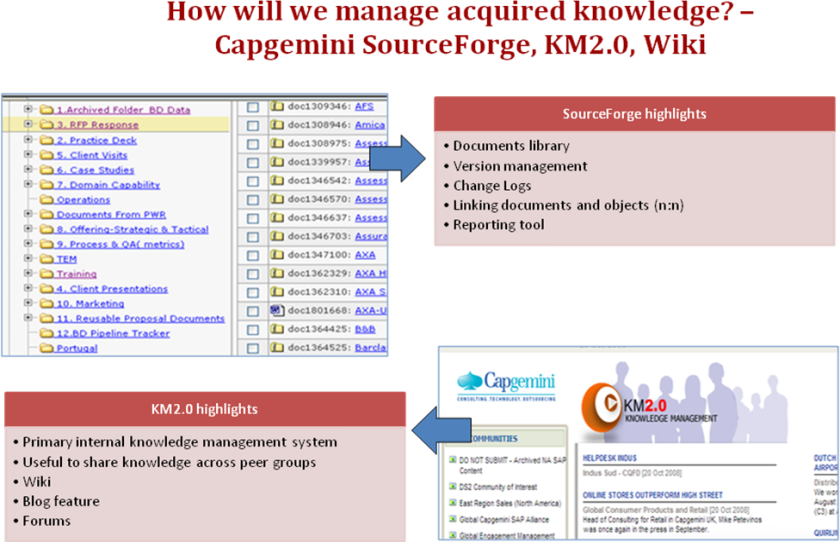 How will we manage acquired knowledge? –
Capgemini SourceForge, KM2.0, Wiki
1.Archived Folder_BD Data
3. RFP Response
2. Practice Deck
5. Client Visits
6. Case Studies
7. Domain Capability
Operations
Documents From PWR
8. Offering-Strategic & Tactical
9. Process & QA( metrics)
TEM
Training
4. Client Presentations
10. Marketing
11. Reusable Proposal Documents
12.BD Pipeline Tracker
Portugal
doc1309346: AFS
doc1308946: Amica
doc1308975: Assess
doc1339957: Ass
doc1346542: Assess
doc1346570: Assess
doc1346637: Assess
doc1346703: Assura
doc1347100: AXA
doc1362329: AXA H
doc1362310: AXA S
doc1801668: AXA-U
doc1364425: B&B
doc1364525: Barcla
SourceForge highlights
• Documents library
• Version management
• Change Logs
• Linking documents and objects (n:n)
• Reporting tool
KM2.0 highlights
• Primary internal knowledge management system
• Useful to share knowledge across peer groups
• Wiki
• Blog feature
• Forums
Capgemini
CONSULTING. TECHNOLOGY. OUTSOURCING
KM2.0
KNOWLEDGE MANAGEMENT
OMMUNITIES
DO NOT SUBMIT - Archived NA SAP
Content
DS2 Community of Interest
East Region Sales (North America)
Global Capgemini SAP Alliance
Global Engagement Management
HELPDESK INDUS
Indus Sud - CQFD [20 Oct 2008]
ONLINE STORES OUTPERFORM HIGH STREET
Global Consumer Products and Retail [20 Oct 2008]
Head of Consulting for Retail in Capgemini UK, Mike Petevinos
was once again in the press in September.
DUTCH
AIRPOR
Distrib
We wor
August
(C3) at
QUIRUN